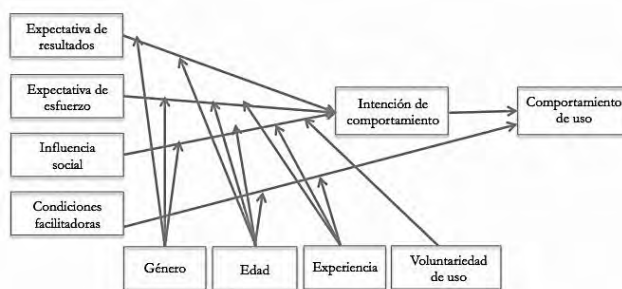 Expectativa de
resultados
Expectativa de
esfuerzo
Influencia
social
Condiciones
facilitadoras
Intención de
comportamiento
Comportamiento
de uso
Género
Edad
Experiencia
Voluntariedad
de uso